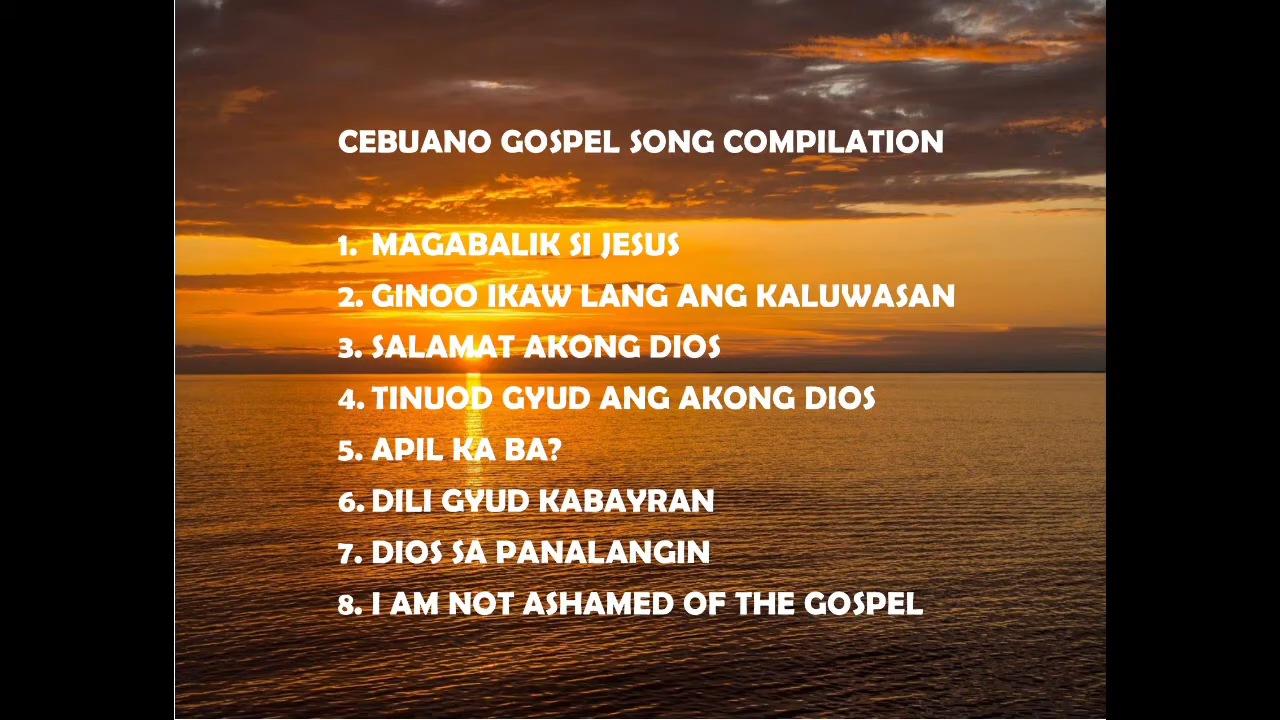 CEBUANO GOSPEL SONG COMPILATION
1. MAGABALIK SI JESUS
2. GINOO IKAW LANG ANG KALUWASAN
3. SALAMAT AKONG DIOS
4. TINUOD GYUD ANG AKONG DIOS
5. APIL KA BA?
6. DILI GYUD KABAYRAN
7. DIOS SA PANALANGIN
8. I AM NOT ASHAMED OF THE GOSPEL